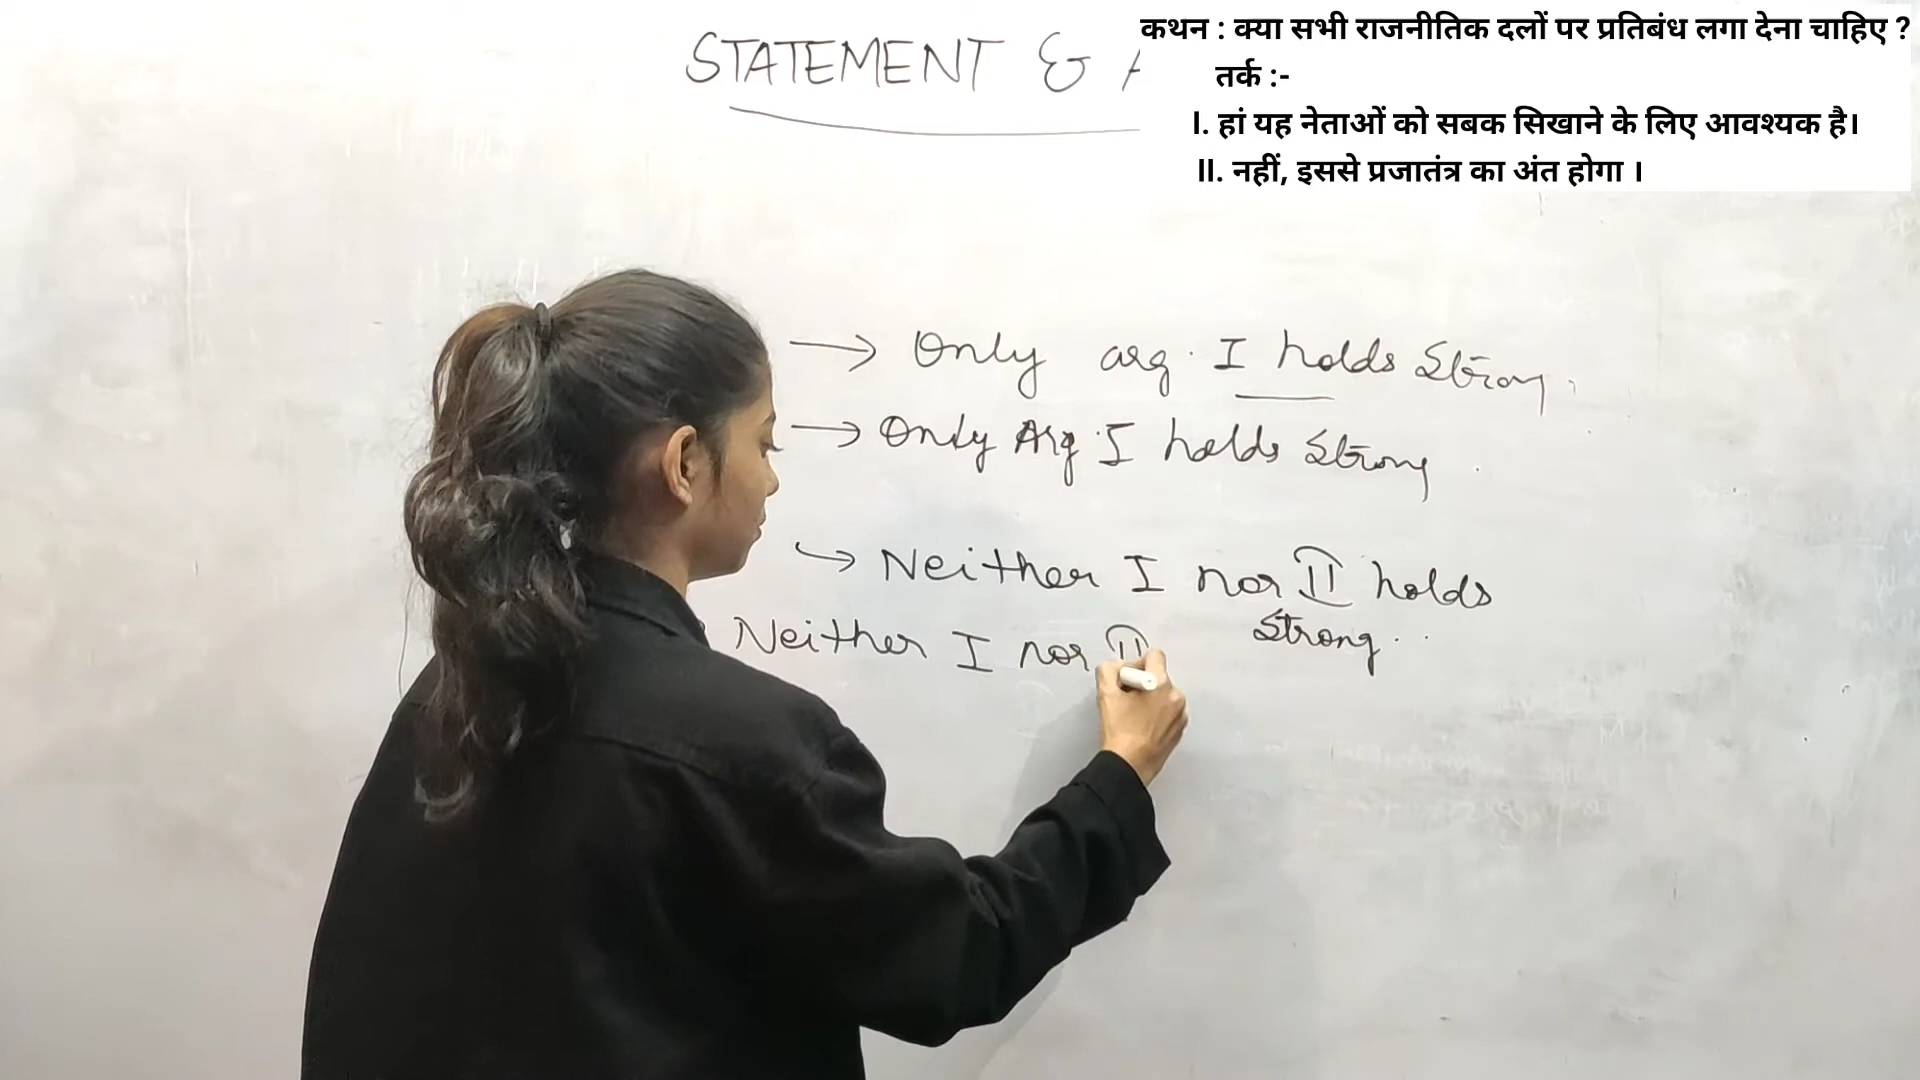 STATEMENT &
कथन : क्या सभी राजनीतिक दलों पर प्रतिबंध लगा देना चाहिए ?
तर्क :-
I. हां यह नेताओं को सबक सिखाने के लिए आवश्यक है।
II. नहीं, इससे प्रजातंत्र का अंत होगा ।
→ Only arg. I holds Strong.
→ Only Arg. I holds Strong.
→ Neither I nor II holds
Strong.
Neither I nor II